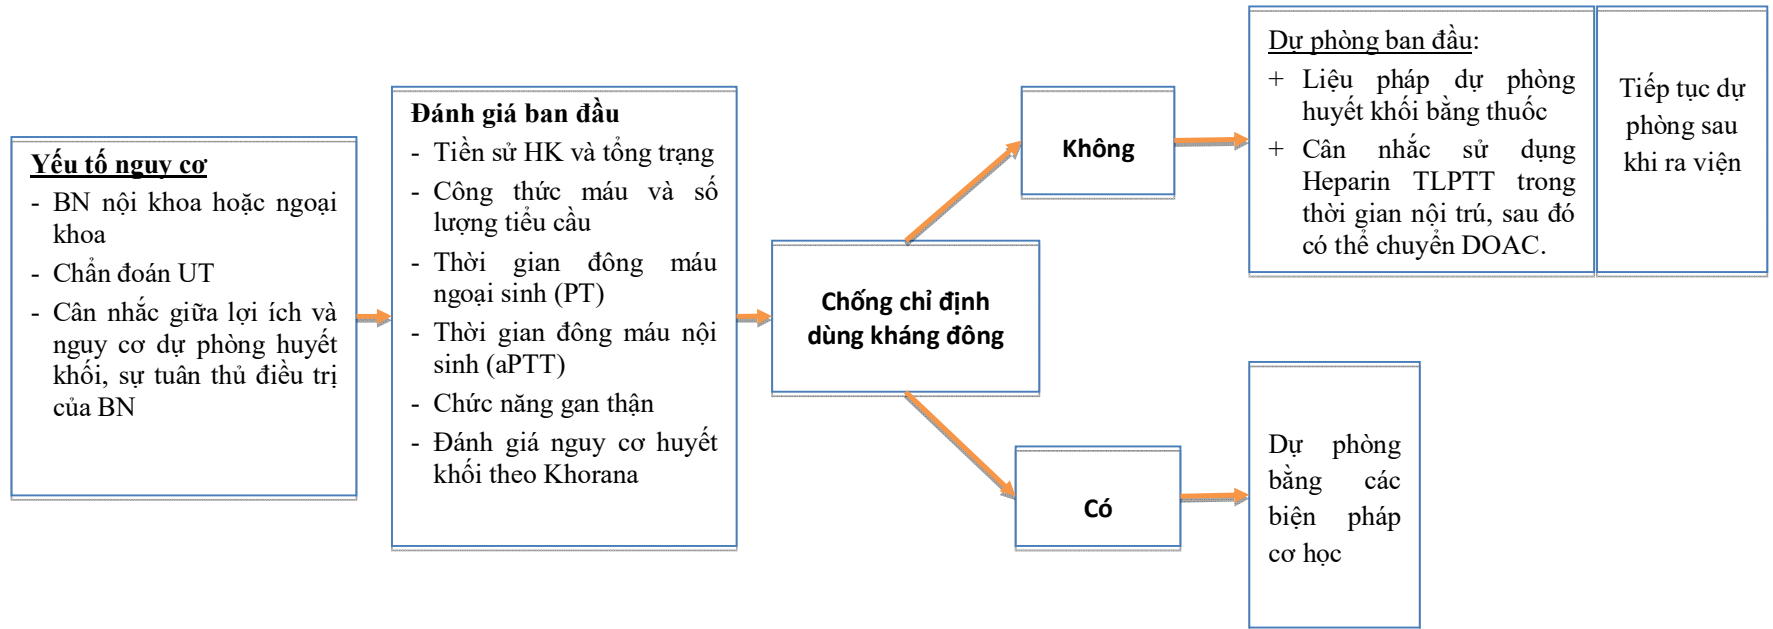 Yếu tố nguy cơ
- BN nội khoa hoặc ngoại
khoa
- Chẩn đoán UT
- Cân nhắc giữa lợi ích và
nguy cơ dự phòng huyết
khối, sự tuân thủ điều trị
của BN
Đánh giá ban đầu
- Tiền sử HK và tổng trạng
- Công thức máu và số
lượng tiểu cầu
- Thời gian đông máu
ngoại sinh (PT)
- Thời gian đông máu nội
sinh (aPTT)
- Chức năng gan thận
- Đánh giá nguy cơ huyết
khối theo Khorana
Chống chỉ định
dùng kháng đông
Không
Dự phòng ban đầu:
+ Liệu pháp dự phòng
huyết khối bằng thuốc
+ Cân nhắc sử dụng
Heparin TLPTT trong
thời gian nội trú, sau đó
có thể chuyển DOAC.
Tiếp tục dự
phòng sau
khi ra viện
Có
Dự phòng
bằng các
biện pháp
cơ học